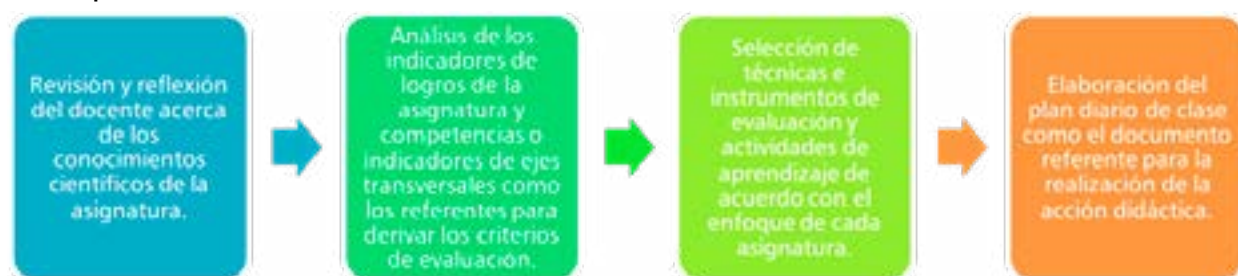 Revisión y reflexión
del docente acerca
de los
conocimientos
científicos de la
asignatura.
Análisis de los
indicadores de
logros de la
asignatura y
competencias o
indicadores de ejes
transversales como
los referentes para
derivar los criterios
de evaluación.
Selección de
técnicas e
instrumentos de
evaluación y
actividades de
aprendizaje de
acuerdo con el
enfoque de cada
asignatura.
Elaboración del
plan diario de clase
como el documento
referente para la
realización de la
acción didáctica.